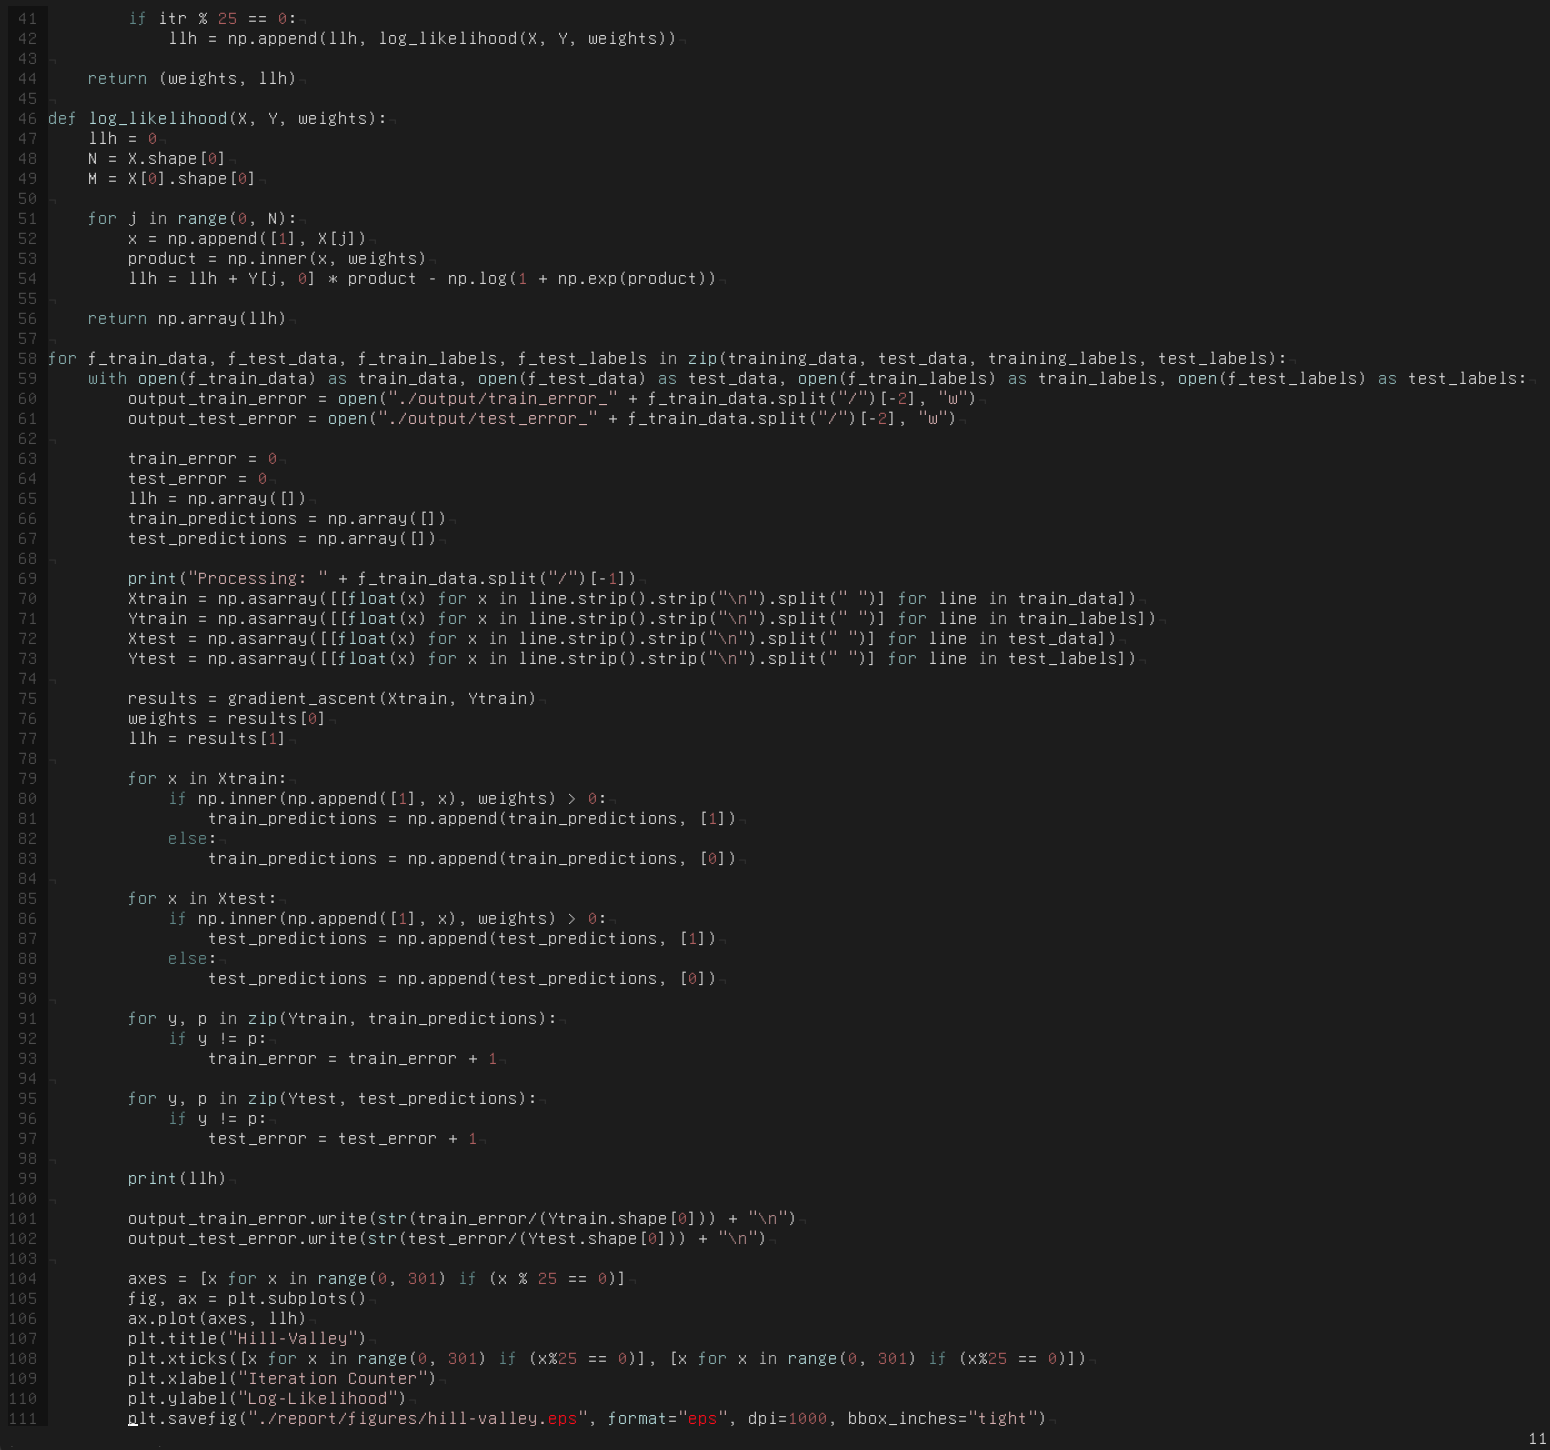 41         if itr % 25 == 0:¬
42             llh = np.append(llh, log_likelihood(X, Y, weights))¬
43 ¬
44     return (weights, llh)¬
45 ¬
46 def log_likelihood(X, Y, weights):¬
47     llh = 0¬
48     N = X.shape[0]¬
49     M = X[0].shape[0]¬
50 ¬
51     for j in range(0, N):¬
52         x = np.append([1], X[j])¬
53         product = np.inner(x, weights)¬
54         llh = llh + Y[j, 0] * product - np.log(1 + np.exp(product))¬
55 ¬
56     return np.array(llh)¬
57 ¬
58 for f_train_data, f_test_data, f_train_labels, f_test_labels in zip(training_data, test_data, training_labels, test_labels):¬
59     with open(f_train_data) as train_data, open(f_test_data) as test_data, open(f_train_labels) as train_labels, open(f_test_labels) as test_labels:¬
60         output_train_error = open("./output/train_error_" + f_train_data.split("/")[-2], "w")¬
61         output_test_error = open("./output/test_error_" + f_train_data.split("/")[-2], "w")¬
62 ¬
63         train_error = 0¬
64         test_error = 0¬
65         llh = np.array([])¬
66         train_predictions = np.array([])¬
67         test_predictions = np.array([])¬
68 ¬
69         print("Processing: " + f_train_data.split("/")[-1])¬
70         Xtrain = np.asarray([[float(x) for x in line.strip().strip("\n").split(" ")] for line in train_data])¬
71         Ytrain = np.asarray([[float(x) for x in line.strip().strip("\n").split(" ")] for line in train_labels])¬
72         Xtest = np.asarray([[float(x) for x in line.strip().strip("\n").split(" ")] for line in test_data])¬
73         Ytest = np.asarray([[float(x) for x in line.strip().strip("\n").split(" ")] for line in test_labels])¬
74 ¬
75         results = gradient_ascent(Xtrain, Ytrain)¬
76         weights = results[0]¬
77         llh = results[1]¬
78 ¬
79         for x in Xtrain:¬
80             if np.inner(np.append([1], x), weights) > 0:¬
81                 train_predictions = np.append(train_predictions, [1])¬
82             else:¬
83                 train_predictions = np.append(train_predictions, [0])¬
84 ¬
85         for x in Xtest:¬
86             if np.inner(np.append([1], x), weights) > 0:¬
87                 test_predictions = np.append(test_predictions, [1])¬
88             else:¬
89                 test_predictions = np.append(test_predictions, [0])¬
90 ¬
91         for y, p in zip(Ytrain, train_predictions):¬
92             if y != p:¬
93                 train_error = train_error + 1¬
94 ¬
95         for y, p in zip(Ytest, test_predictions):¬
96             if y != p:¬
97                 test_error = test_error + 1¬
98 ¬
99         print(llh)¬
100 ¬
101         output_train_error.write(str(train_error/(Ytrain.shape[0])) + "\n")¬
102         output_test_error.write(str(test_error/(Ytest.shape[0])) + "\n")¬
103 ¬
104         axes = [x for x in range(0, 301) if (x % 25 == 0)]¬
105         fig, ax = plt.subplots()¬
106         ax.plot(axes, llh)¬
107         plt.title("Hill-Valley")¬
108         plt.xticks([x for x in range(0, 301) if (x%25 == 0)], [x for x in range(0, 301) if (x%25 == 0)])¬
109         plt.xlabel("Iteration Counter")¬
110         plt.ylabel("Log-Likelihood")¬
111         plt.savefig("./report/figures/hill-valley.eps", format="eps", dpi=1000, bbox_inches="tight")¬
11